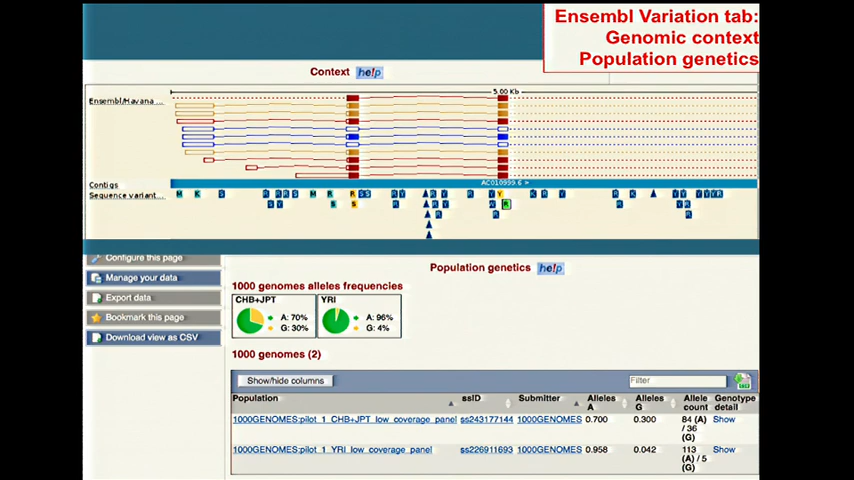 Ensembl Variation tab:
Genomic context
Population genetics
Context help
5.00 Kb
Ensembl/Havana ...
Contigs
AC010999.6 >
Sequence variant...
Configure this page
Manage your data
Export data
Bookmark this page
Download view as CSV
Population genetics he!p
1000 genomes alleles frequencies
CHB+JPT
A: 70%
G: 30%
YRI
A: 96%
G: 4%
1000 genomes (2)
Show/hide columns
Filter
Population ssID Submitter Alleles A Alleles G Allele count Genotype detail
1000GENOMES:pilot_1_CHB+JPT_low_coverage_panel ss243177144 1000GENOMES 0.700 0.300 84 (A) / 36 (G) Show
1000GENOMES:pilot_1_YRI_low_coverage_panel ss226911693 1000GENOMES 0.958 0.042 113 (A) / 5 (G) Show